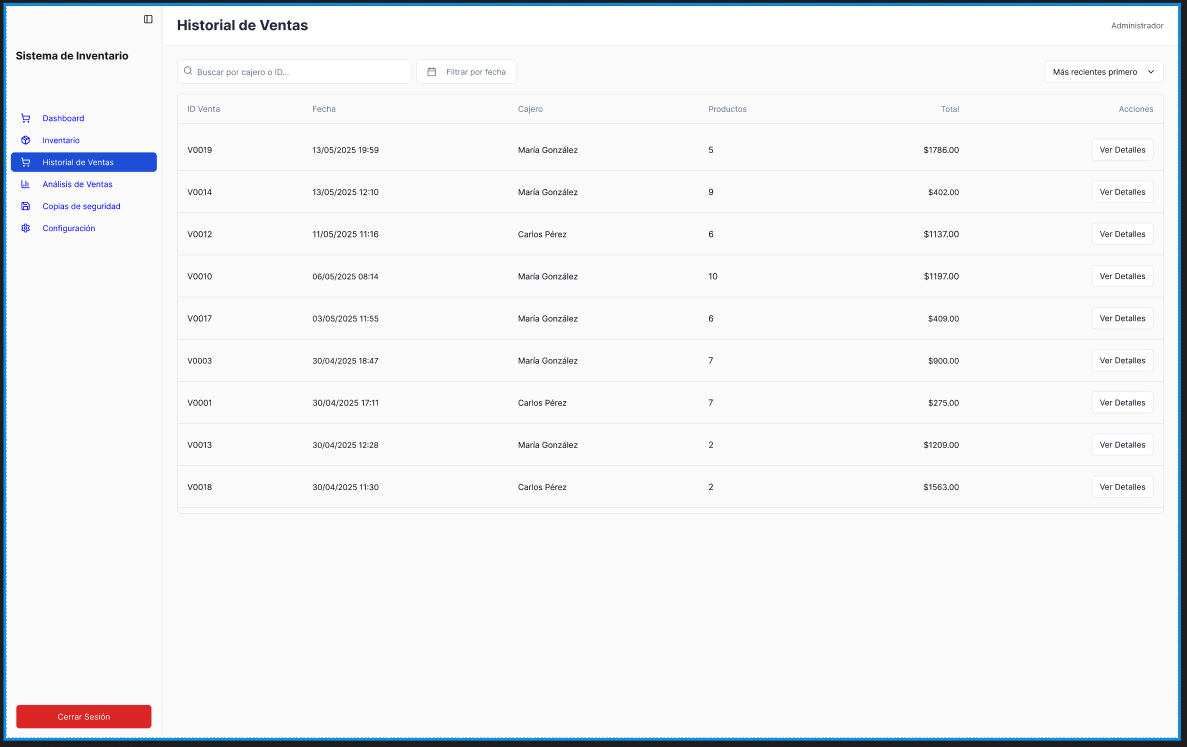 Sistema de Inventario
Dashboard
Inventario
Historial de Ventas
Análisis de Ventas
Copias de seguridad
Configuración
Cerrar Sesión
Historial de Ventas
Administrador
Buscar por cajero o ID...
Filtrar por fecha
Más recientes primero
ID Venta Fecha Cajero Productos Total Acciones
V0019 13/05/2025 19:59 María González 5 $1786.00 Ver Detalles
V0014 13/05/2025 12:10 María González 9 $402.00 Ver Detalles
V0012 11/05/2025 11:16 Carlos Pérez 6 $1137.00 Ver Detalles
V0010 06/05/2025 08:14 María González 10 $1197.00 Ver Detalles
V0017 03/05/2025 11:55 María González 6 $409.00 Ver Detalles
V0003 30/04/2025 18:47 María González 7 $900.00 Ver Detalles
V0001 30/04/2025 17:11 Carlos Pérez 7 $275.00 Ver Detalles
V0013 30/04/2025 12:28 María González 2 $1209.00 Ver Detalles
V0018 30/04/2025 11:30 Carlos Pérez 2 $1563.00 Ver Detalles